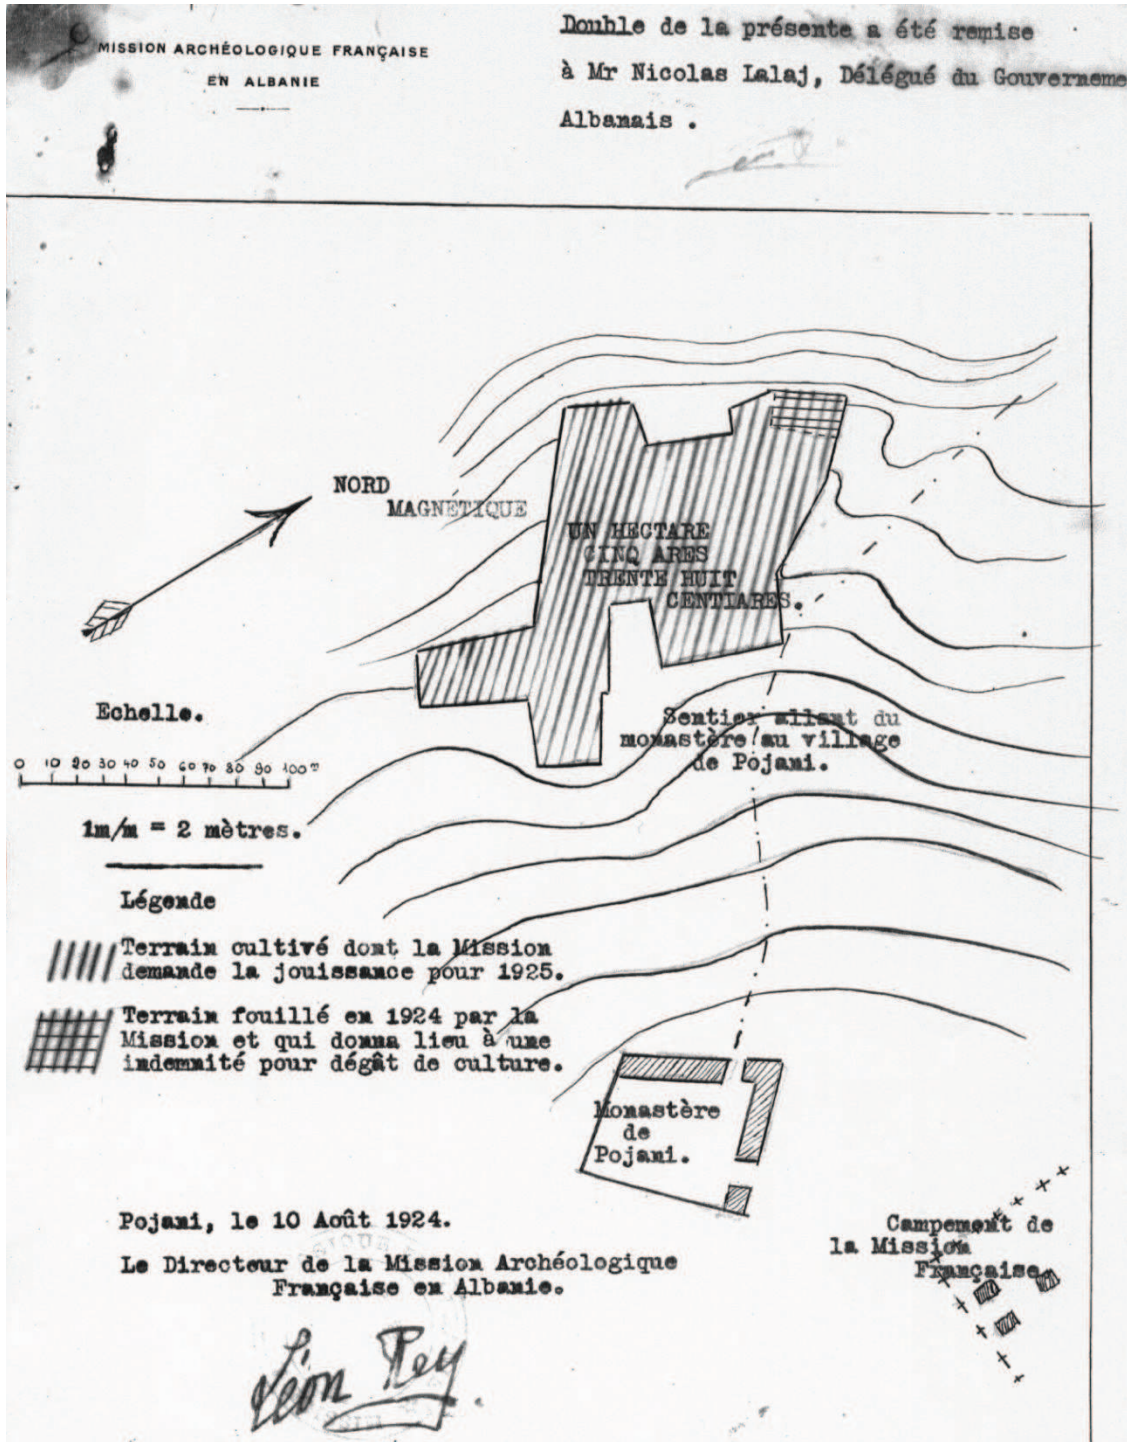 MISSION ARCHÉOLOGIQUE FRANÇAISE
EN ALBANIE
Double de la présente a été remise
à Mr Nicolas Lalaj, Délégué du Gouverneme
Albanais .
NORD
MAGNÉTIQUE
UN HECTARE
CINQ ARES
TRENTE HUIT
CENTIARES.
Echelle.
0 10 20 30 40 50 60 70 80 90 100m
1m/m = 2 mètres.
Sentier allant du
monastère au village
de Pojani.
Légende
Terrain cultivé dont la Mission
demande la jouissance pour 1925.
Terrain fouillé en 1924 par la
Mission et qui donna lieu à une
indemnité pour dégât de culture.
Monastère
de
Pojani.
Pojani, le 10 Août 1924.
Le Directeur de la Mission Archéologique
Française en Albanie.
Léon Rey
Campement de
la Mission
Française